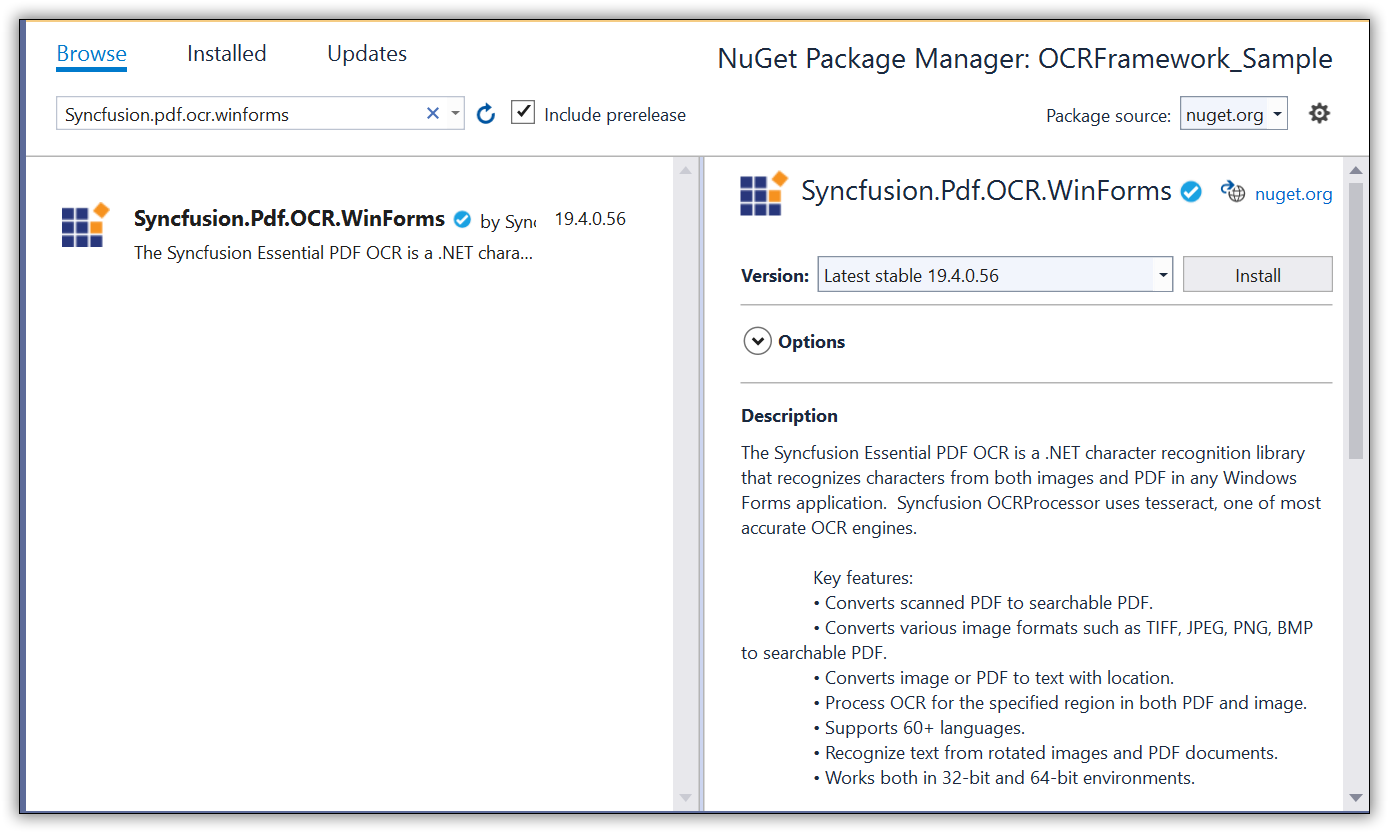 Browse Installed Updates
NuGet Package Manager: OCRFramework_Sample
Syncfusion.pdf.ocr.winforms
Include prerelease
Package source: nuget.org
Syncfusion.Pdf.OCR.WinForms by Sync 19.4.0.56
The Syncfusion Essential PDF OCR is a .NET chara...
Syncfusion.Pdf.OCR.WinForms nuget.org
Version: Latest stable 19.4.0.56 Install
Options
Description
The Syncfusion Essential PDF OCR is a .NET character recognition library
that recognizes characters from both images and PDF in any Windows
Forms application.  Syncfusion OCRProcessor uses tesseract, one of most
accurate OCR engines.
Key features:
• Converts scanned PDF to searchable PDF.
• Converts various image formats such as TIFF, JPEG, PNG, BMP
to searchable PDF.
• Converts image or PDF to text with location.
• Process OCR for the specified region in both PDF and image.
• Supports 60+ languages.
• Recognize text from rotated images and PDF documents.
• Works both in 32-bit and 64-bit environments.